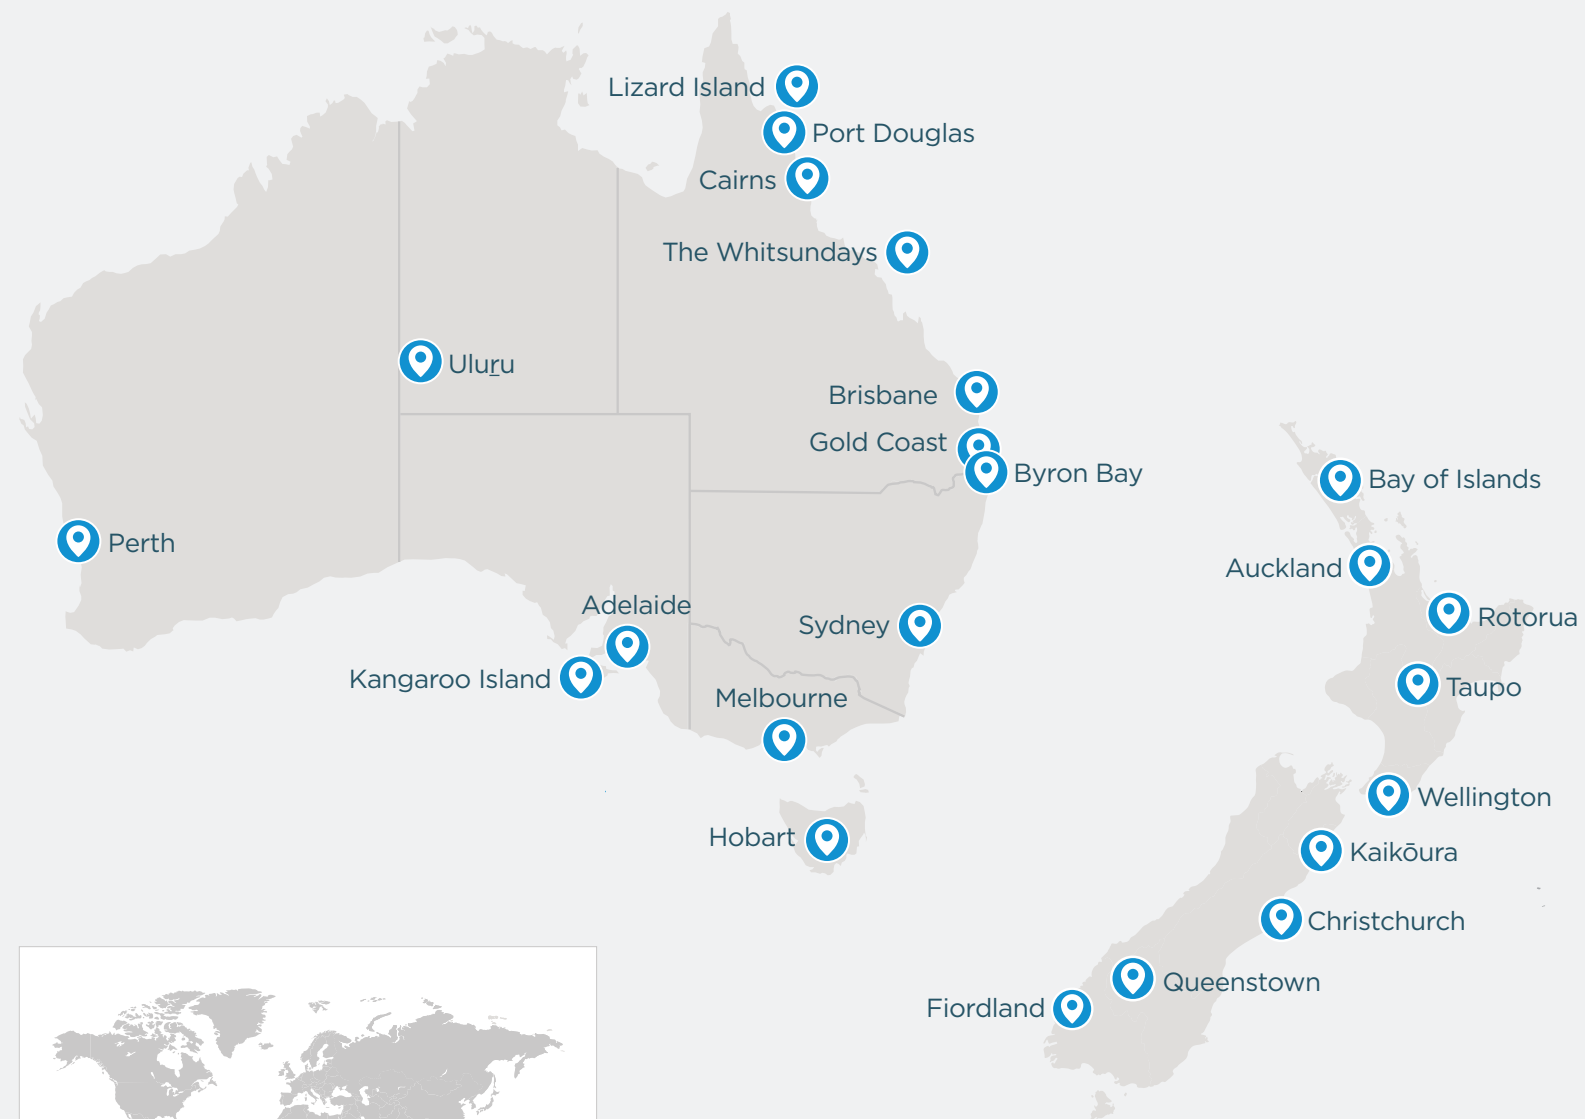 Lizard Island
Port Douglas
Cairns
The Whitsundays
Uluṟu
Brisbane
Gold Coast
Byron Bay
Bay of Islands
Perth
Auckland
Adelaide
Rotorua
Sydney
Kangaroo Island
Taupo
Melbourne
Wellington
Hobart
Kaikōura
Christchurch
Queenstown
Fiordland